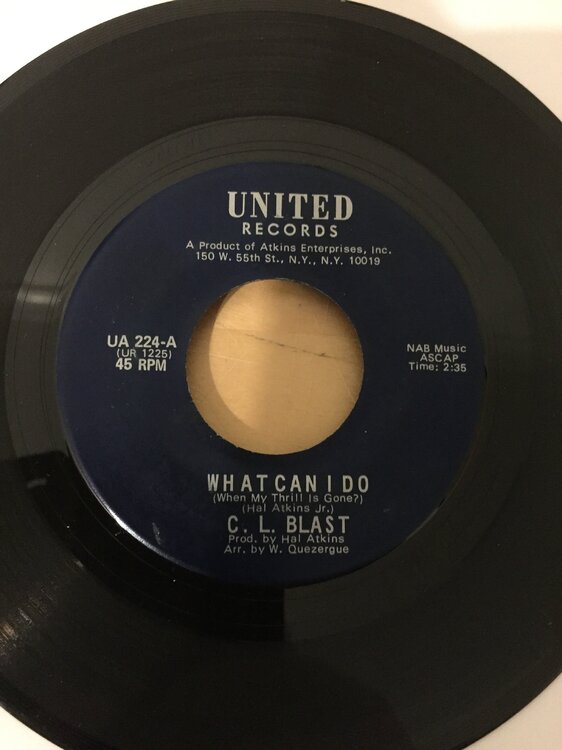 UNITED
RECORDS
A Product of Atkins Enterprises, Inc.
150 W. 55th St., N.Y., N.Y. 10019
UA 224-A
(UR 1225)
45 RPM
NAB Music
ASCAP
Time: 2:35
WHAT CAN I DO
(When My Thrill Is Gone?)
(Hal Atkins Jr.)
C. L. BLAST
Prod. by Hal Atkins
Arr. by W. Quezergue